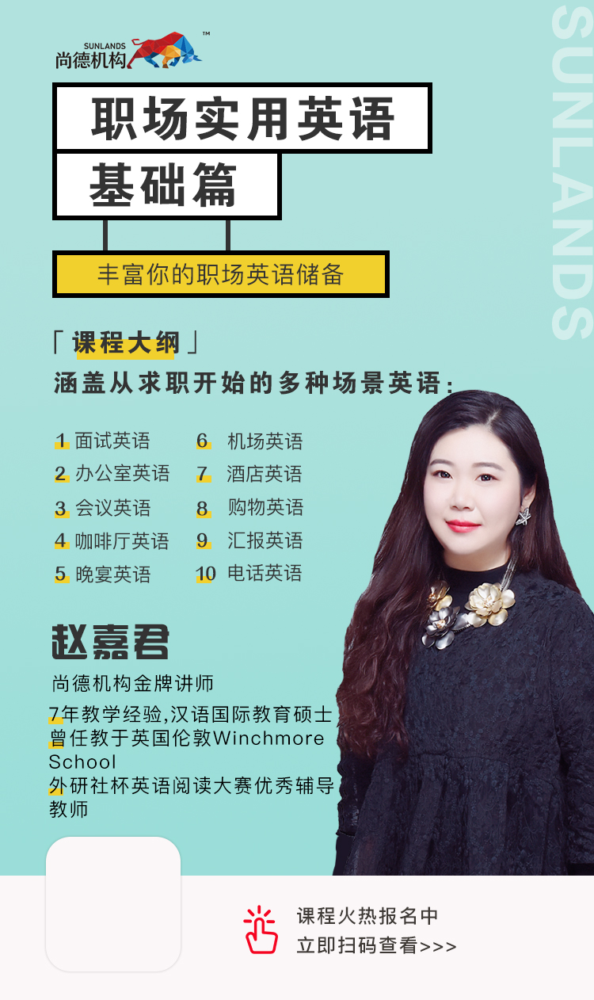 SUNLANDS
尚德机构
TM
SUNLANDS
职场实用英语
基础篇
丰富你的职场英语储备
「课程大纲」
涵盖从求职开始的多种场景英语:
1 面试英语
2 办公室英语
3 会议英语
4 咖啡厅英语
5 晚宴英语
6 机场英语
7 酒店英语
8 购物英语
9 汇报英语
10 电话英语
赵嘉君
尚德机构金牌讲师
7年教学经验,汉语国际教育硕士
曾任教于英国伦敦Winchmore
School
外研社杯英语阅读大赛优秀辅导
教师
课程火热报名中
立即扫码查看>>>